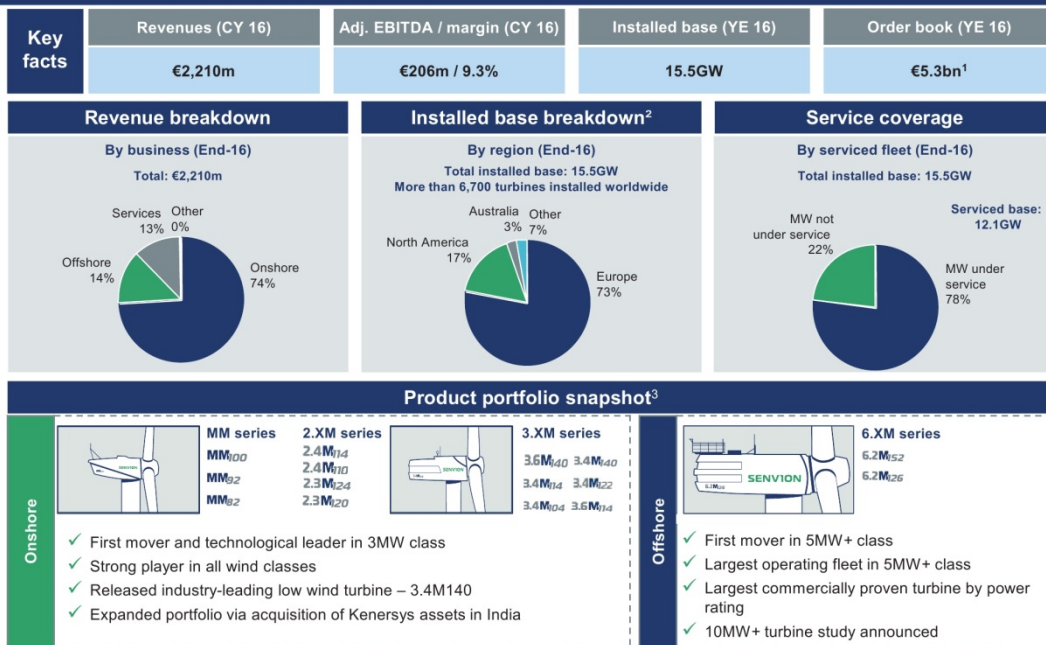 Key facts
Revenues (CY 16)
€2,210m
Adj. EBITDA / margin (CY 16)
€206m / 9.3%
Installed base (YE 16)
15.5GW
Order book (YE 16)
€5.3bn1
Revenue breakdown
By business (End-16)
Total: €2,210m
Services
13%
Other
0%
Offshore
14%
Onshore
74%
Installed base breakdown2
By region (End-16)
Total installed base: 15.5GW
More than 6,700 turbines installed worldwide
Australia
3%
Other
7%
North America
17%
Europe
73%
Service coverage
By serviced fleet (End-16)
Total installed base: 15.5GW
Serviced base:
12.1GW
MW not
under service
22%
MW under
service
78%
Product portfolio snapshot3
Onshore
SENVION
MM series
MM100
MM92
MM82
2.XM series
2.4M114
2.4M110
2.3M124
2.3M120
SENVION
3.XM series
3.6M140 3.4M140
3.4M114 3.4M122
3.4M104 3.6M114
✓ First mover and technological leader in 3MW class
✓ Strong player in all wind classes
✓ Released industry-leading low wind turbine – 3.4M140
✓ Expanded portfolio via acquisition of Kenersys assets in India
Offshore
SENVION
6.XM series
6.2M152
6.2M126
✓ First mover in 5MW+ class
✓ Largest operating fleet in 5MW+ class
✓ Largest commercially proven turbine by power
rating
✓ 10MW+ turbine study announced